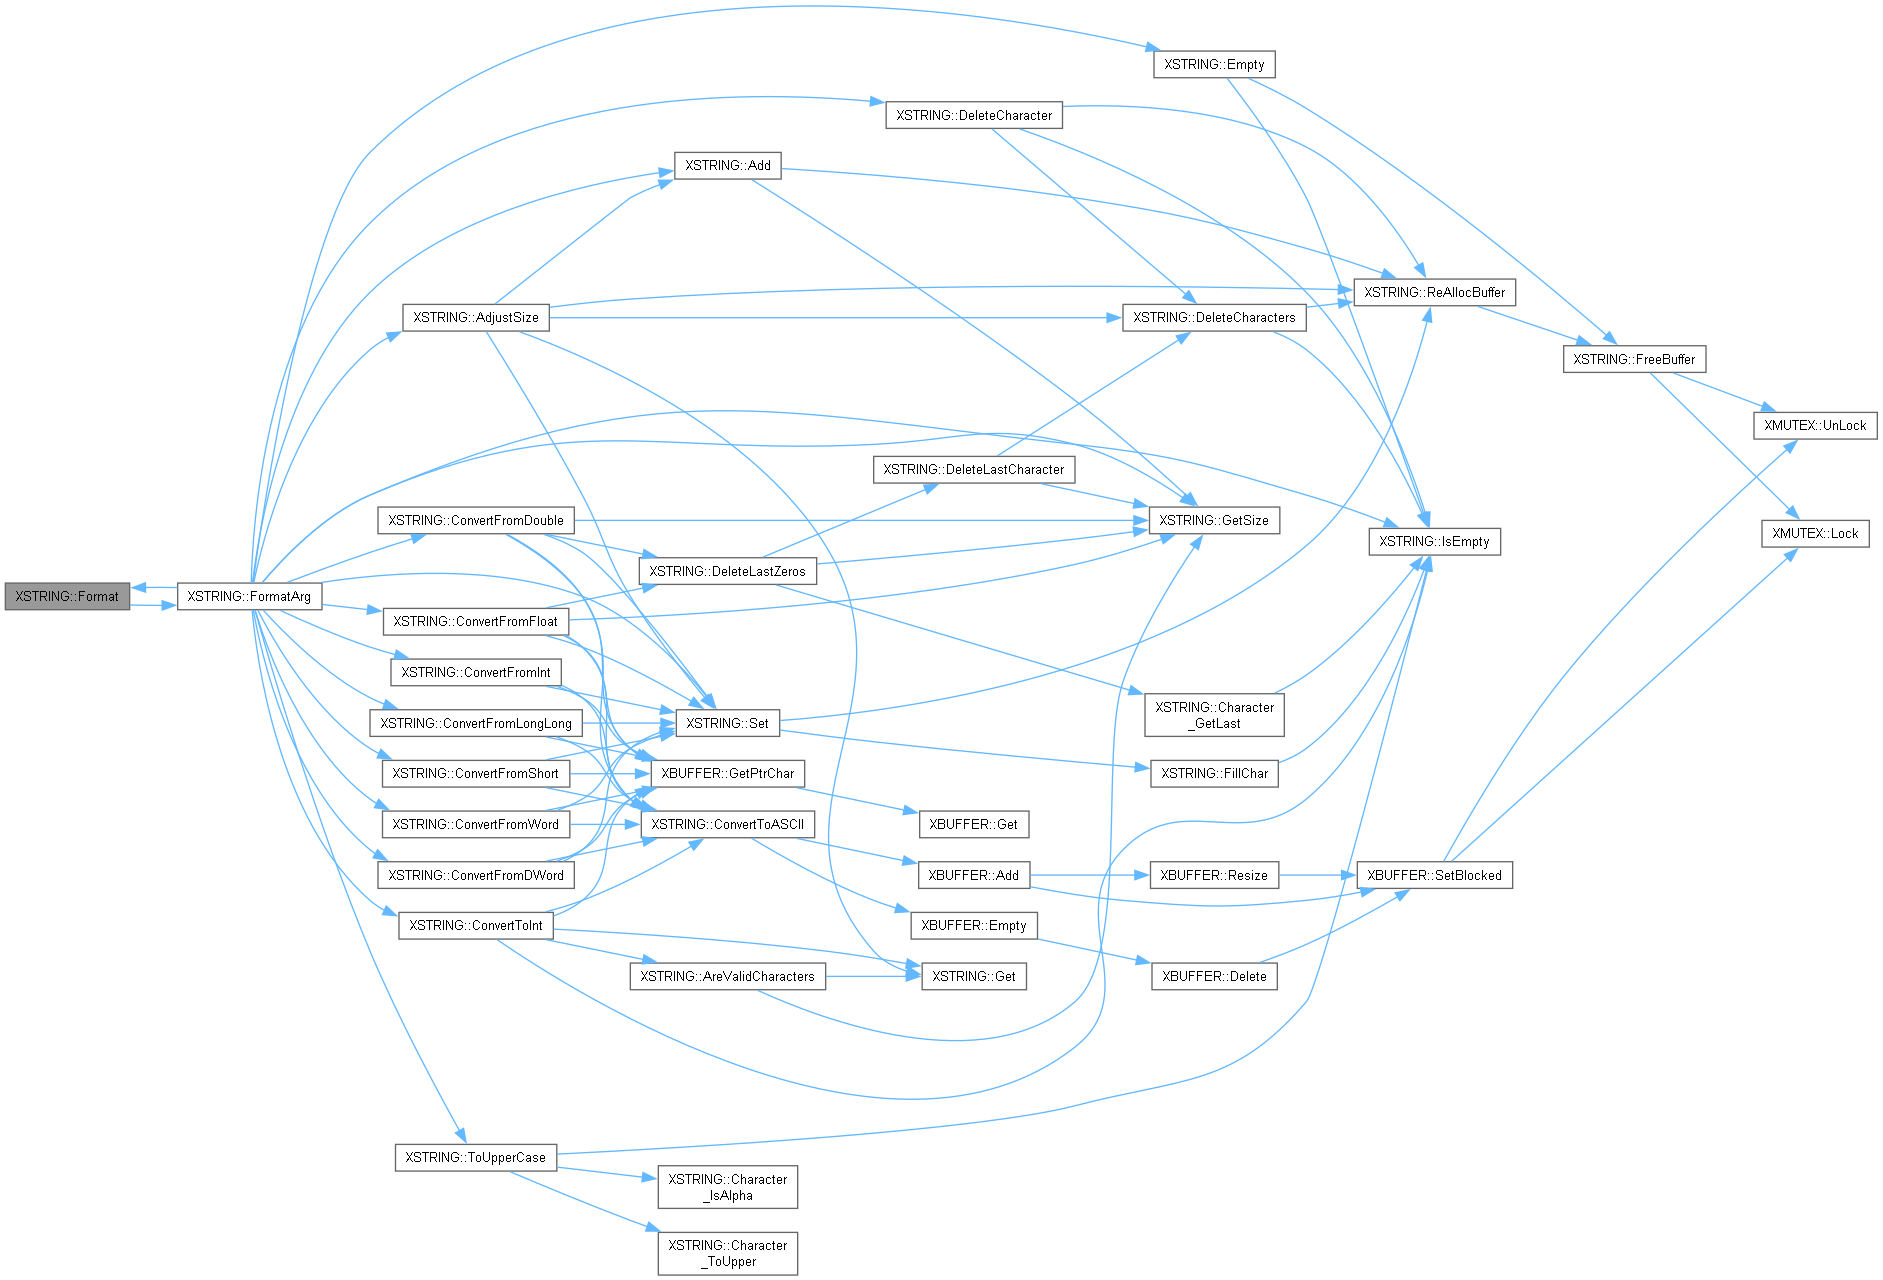 XSTRING::Empty
XSTRING::DeleteCharacter
XSTRING::Add
XSTRING::ReAllocBuffer
XSTRING::AdjustSize
XSTRING::DeleteCharacters
XSTRING::FreeBuffer
XMUTEX::UnLock
XSTRING::DeleteLastCharacter
XSTRING::ConvertFromDouble
XSTRING::GetSize
XMUTEX::Lock
XSTRING::IsEmpty
XSTRING::DeleteLastZeros
XSTRING::Format
XSTRING::FormatArg
XSTRING::ConvertFromFloat
XSTRING::ConvertFromInt
XSTRING::Character
_GetLast
XSTRING::ConvertFromLongLong
XSTRING::Set
XSTRING::ConvertFromShort
XBUFFER::GetPtrChar
XSTRING::FillChar
XSTRING::ConvertFromWord
XSTRING::ConvertToASCII
XBUFFER::Get
XSTRING::ConvertFromDWord
XBUFFER::Add
XBUFFER::Resize
XBUFFER::SetBlocked
XSTRING::ConvertToInt
XBUFFER::Empty
XSTRING::AreValidCharacters
XSTRING::Get
XBUFFER::Delete
XSTRING::ToUpperCase
XSTRING::Character
_IsAlpha
XSTRING::Character
_ToUpper